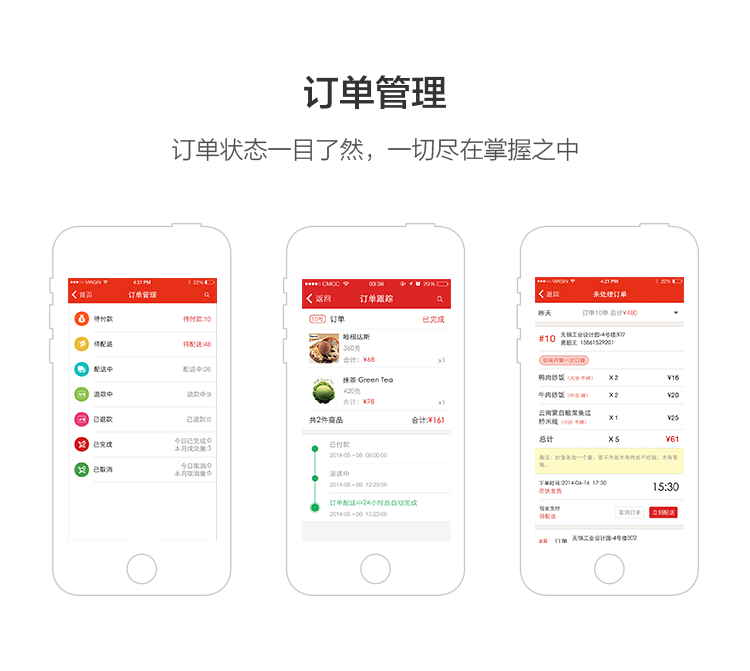 订单管理
订单状态一目了然，一切尽在掌握之中
VIRGIN 4:21 PM 22%
首页 订单管理
待付款 待付款:10
待配送 待配送:48
配送中 配送中:26
退款中 退款中:9
已退款 已退款:0
已完成 今日已完成:0
本月成交量:3
已取消 今日取消:0
本月取消量:0
CMCC 03:36 20%
返回 订单跟踪
10号 订单 已完成
哈根达斯
360克
合计：¥68 x1
抹茶 Green Tea
420克
合计：¥78 x1
共2件商品 合计:¥161
已付款
2014-05-08 08:00:00
派送中
2014-05-08 12:23:00
订单配送中24小时后自动完成
2014-05-08 15:23:00
VIRGIN 4:21 PM 22%
返回 未处理订单
昨天 订单10单 总计¥480
#10 无锡工业设计园-4号楼302
勇超王 15861529201
该用户第一次订餐
鸭肉炒饭 X 2 ¥16
牛肉炒饭 X 2 ¥20
云南蒙自酸菜鱼过
桥米线 X 1 ¥25
总计 X 5 ¥61
下单时间:2014-06-16 17:30
尽快发货 15:30
现金支付
待配送 取消订单 立刻配送
#8 订单 无锡工业设计园-4号楼302